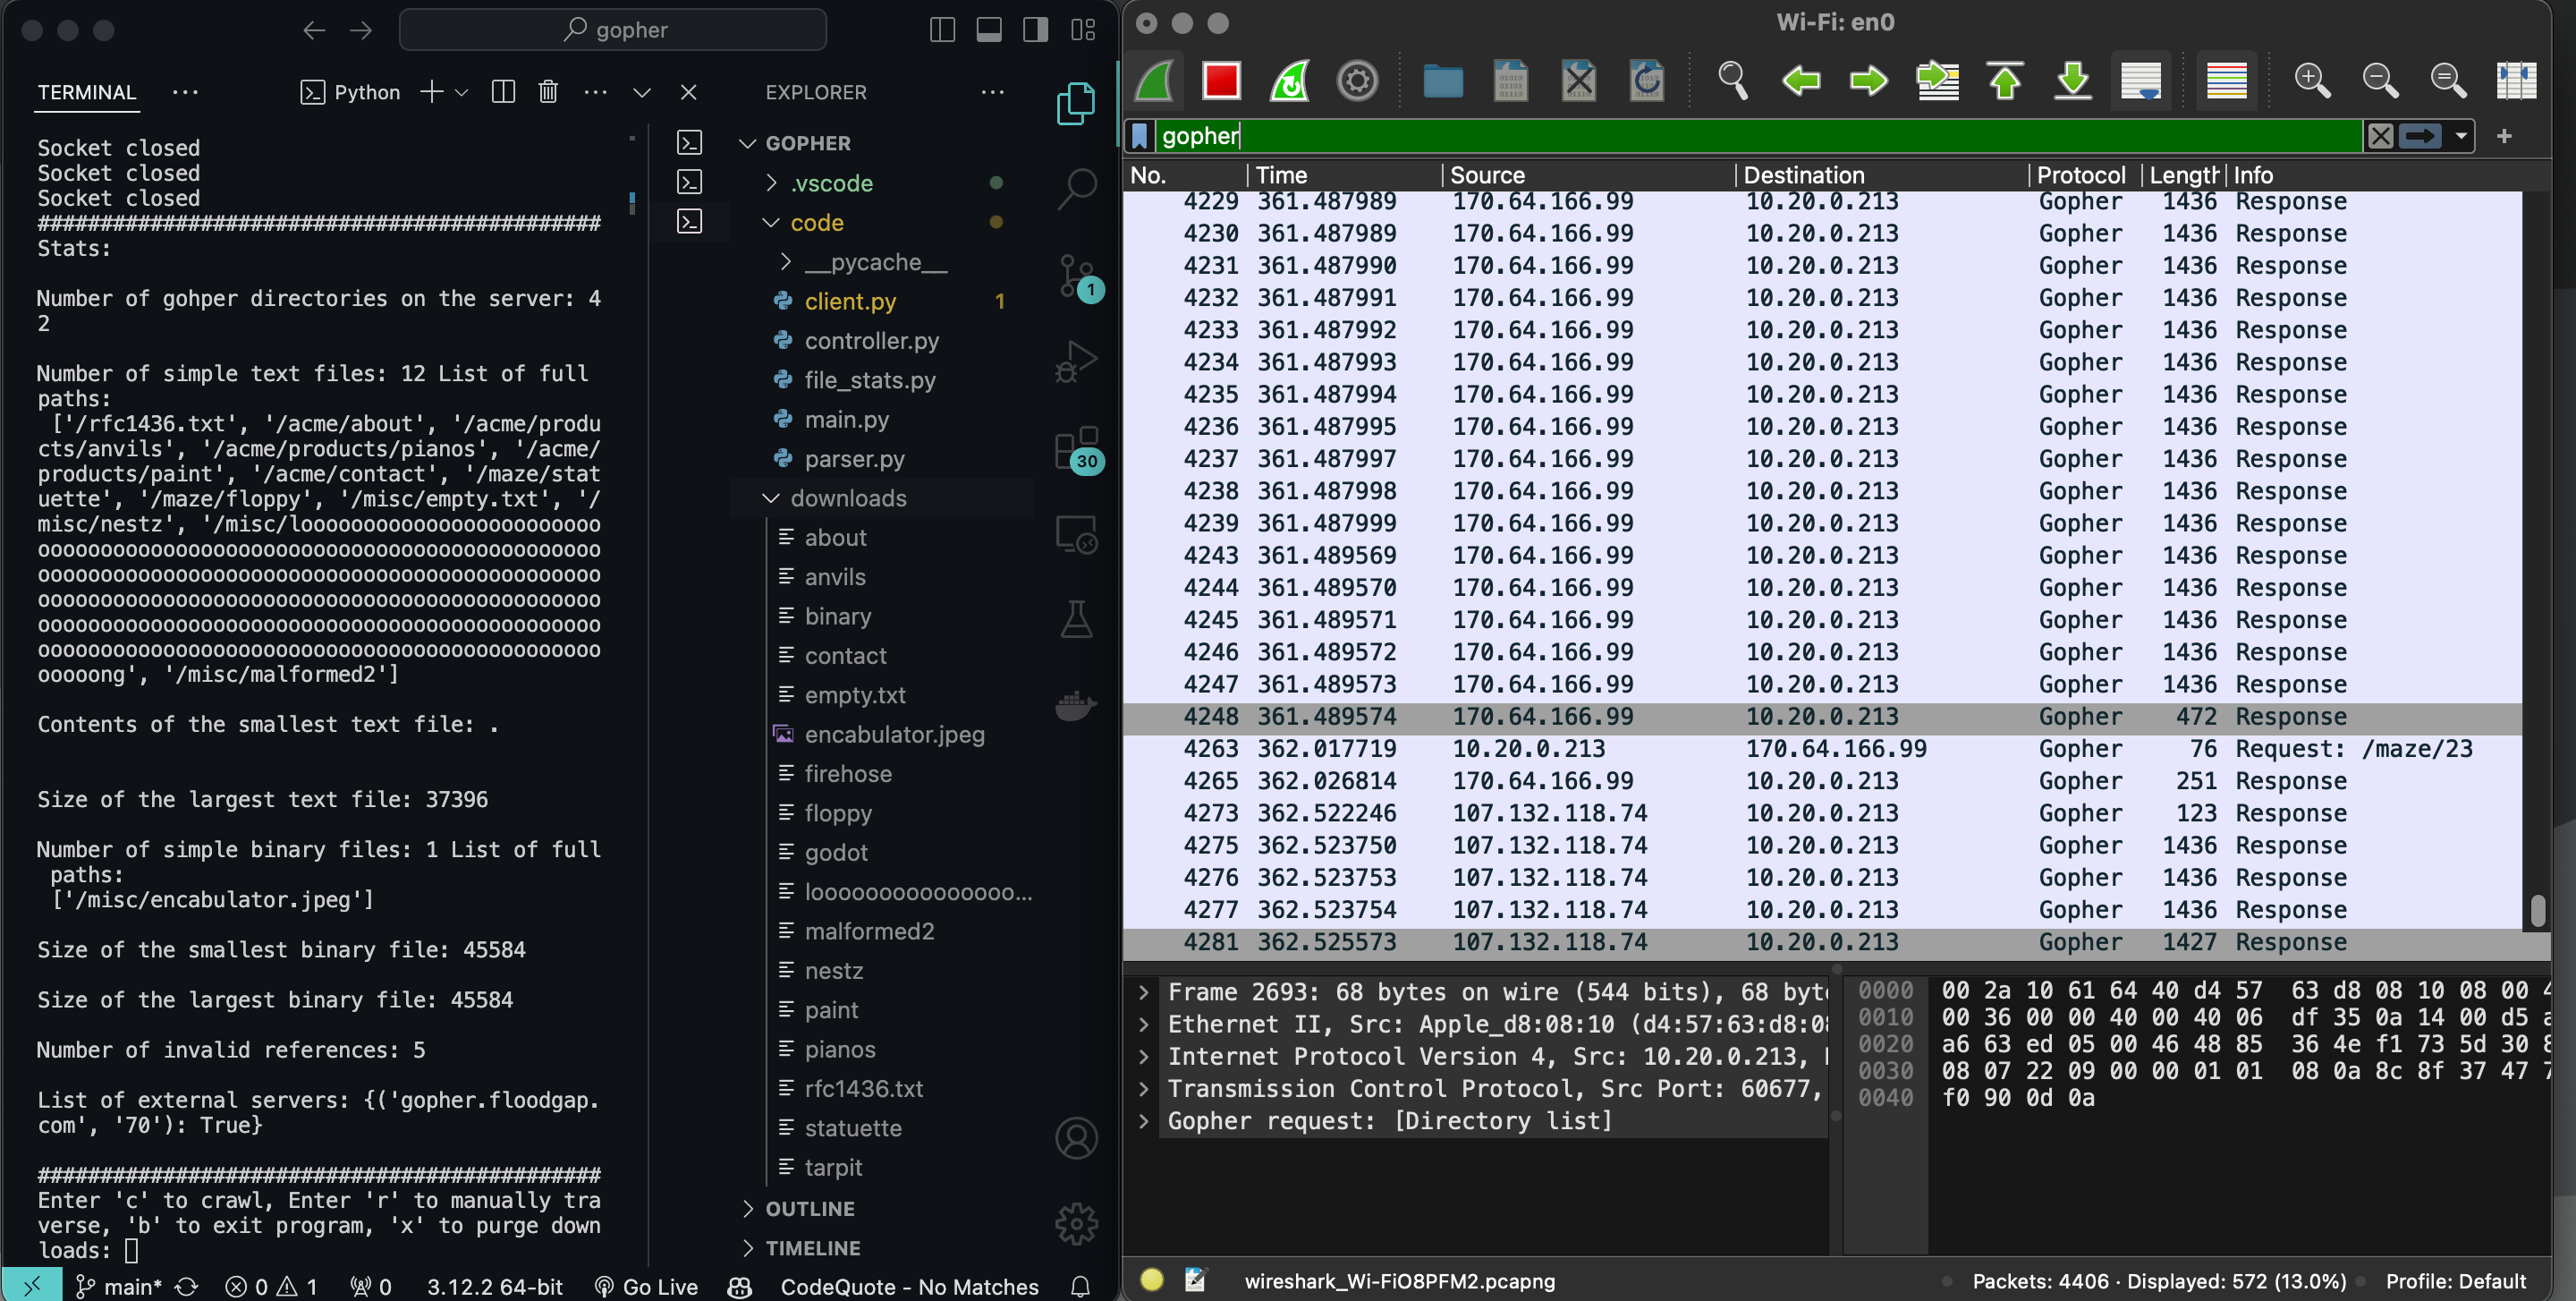 gopher
TERMINAL
Python
Socket closed
Socket closed
Socket closed
#############################################
Stats:
Number of gohper directories on the server: 4
2
Number of simple text files: 12 List of full
paths:
['/rfc1436.txt', '/acme/about', '/acme/produ
cts/anvils', '/acme/products/pianos', '/acme/
products/paint', '/acme/contact', '/maze/stat
uette', '/maze/floppy', '/misc/empty.txt', '/
misc/nestz', '/misc/looooooooooooooooooooooooo
ooooooooooooooooooooooooooooooooooooooooooooo
ooooooooooooooooooooooooooooooooooooooooooooo
ooooooooooooooooooooooooooooooooooooooooooooo
ooooooooooooooooooooooooooooooooooooooooooooo
ooooooooooooooooooooooooooooooooooooooooooooo
ooooong', '/misc/malformed2']
Contents of the smallest text file: .
Size of the largest text file: 37396
Number of simple binary files: 1 List of full
paths:
['/misc/encabulator.jpeg']
Size of the smallest binary file: 45584
Size of the largest binary file: 45584
Number of invalid references: 5
List of external servers: {('gopher.floodgap.
com', '70'): True}
#############################################
Enter 'c' to crawl, Enter 'r' to manually tra
verse, 'b' to exit program, 'x' to purge down
loads:
EXPLORER
GOPHER
.vscode
code
__pycache__
client.py 1
controller.py
file_stats.py
main.py
parser.py
downloads
about
anvils
binary
contact
empty.txt
encabulator.jpeg
firehose
floppy
godot
looooooooooooooooo...
malformed2
nestz
paint
pianos
rfc1436.txt
statuette
tarpit
OUTLINE
TIMELINE
1
30
main* 0 1 0 3.12.2 64-bit Go Live CodeQuote - No Matches
Wi-Fi: en0
gopher
No. Time Source Destination Protocol Length Info
4229 361.487989 170.64.166.99 10.20.0.213 Gopher 1436 Response
4230 361.487989 170.64.166.99 10.20.0.213 Gopher 1436 Response
4231 361.487990 170.64.166.99 10.20.0.213 Gopher 1436 Response
4232 361.487991 170.64.166.99 10.20.0.213 Gopher 1436 Response
4233 361.487992 170.64.166.99 10.20.0.213 Gopher 1436 Response
4234 361.487993 170.64.166.99 10.20.0.213 Gopher 1436 Response
4235 361.487994 170.64.166.99 10.20.0.213 Gopher 1436 Response
4236 361.487995 170.64.166.99 10.20.0.213 Gopher 1436 Response
4237 361.487997 170.64.166.99 10.20.0.213 Gopher 1436 Response
4238 361.487998 170.64.166.99 10.20.0.213 Gopher 1436 Response
4239 361.487999 170.64.166.99 10.20.0.213 Gopher 1436 Response
4243 361.489569 170.64.166.99 10.20.0.213 Gopher 1436 Response
4244 361.489570 170.64.166.99 10.20.0.213 Gopher 1436 Response
4245 361.489571 170.64.166.99 10.20.0.213 Gopher 1436 Response
4246 361.489572 170.64.166.99 10.20.0.213 Gopher 1436 Response
4247 361.489573 170.64.166.99 10.20.0.213 Gopher 1436 Response
4248 361.489574 170.64.166.99 10.20.0.213 Gopher 472 Response
4263 362.017719 10.20.0.213 170.64.166.99 Gopher 76 Request: /maze/23
4265 362.026814 170.64.166.99 10.20.0.213 Gopher 251 Response
4273 362.522246 107.132.118.74 10.20.0.213 Gopher 123 Response
4275 362.523750 107.132.118.74 10.20.0.213 Gopher 1436 Response
4276 362.523753 107.132.118.74 10.20.0.213 Gopher 1436 Response
4277 362.523754 107.132.118.74 10.20.0.213 Gopher 1436 Response
4281 362.525573 107.132.118.74 10.20.0.213 Gopher 1427 Response
Frame 2693: 68 bytes on wire (544 bits), 68 byt
Ethernet II, Src: Apple_d8:08:10 (d4:57:63:d8:0
Internet Protocol Version 4, Src: 10.20.0.213,
Transmission Control Protocol, Src Port: 60677,
Gopher request: [Directory list]
0000 00 2a 10 61 64 40 d4 57 63 d8 08 10 08 00 4
0010 00 36 00 00 40 00 40 06 df 35 0a 14 00 d5 a
0020 a6 63 ed 05 00 46 48 85 36 4e f1 73 5d 30 8
0030 08 07 22 09 00 00 01 01 08 0a 8c 8f 37 47 7
0040 f0 90 0d 0a
wireshark_Wi-FiO8PFM2.pcapng Packets: 4406 · Displayed: 572 (13.0%) Profile: Default